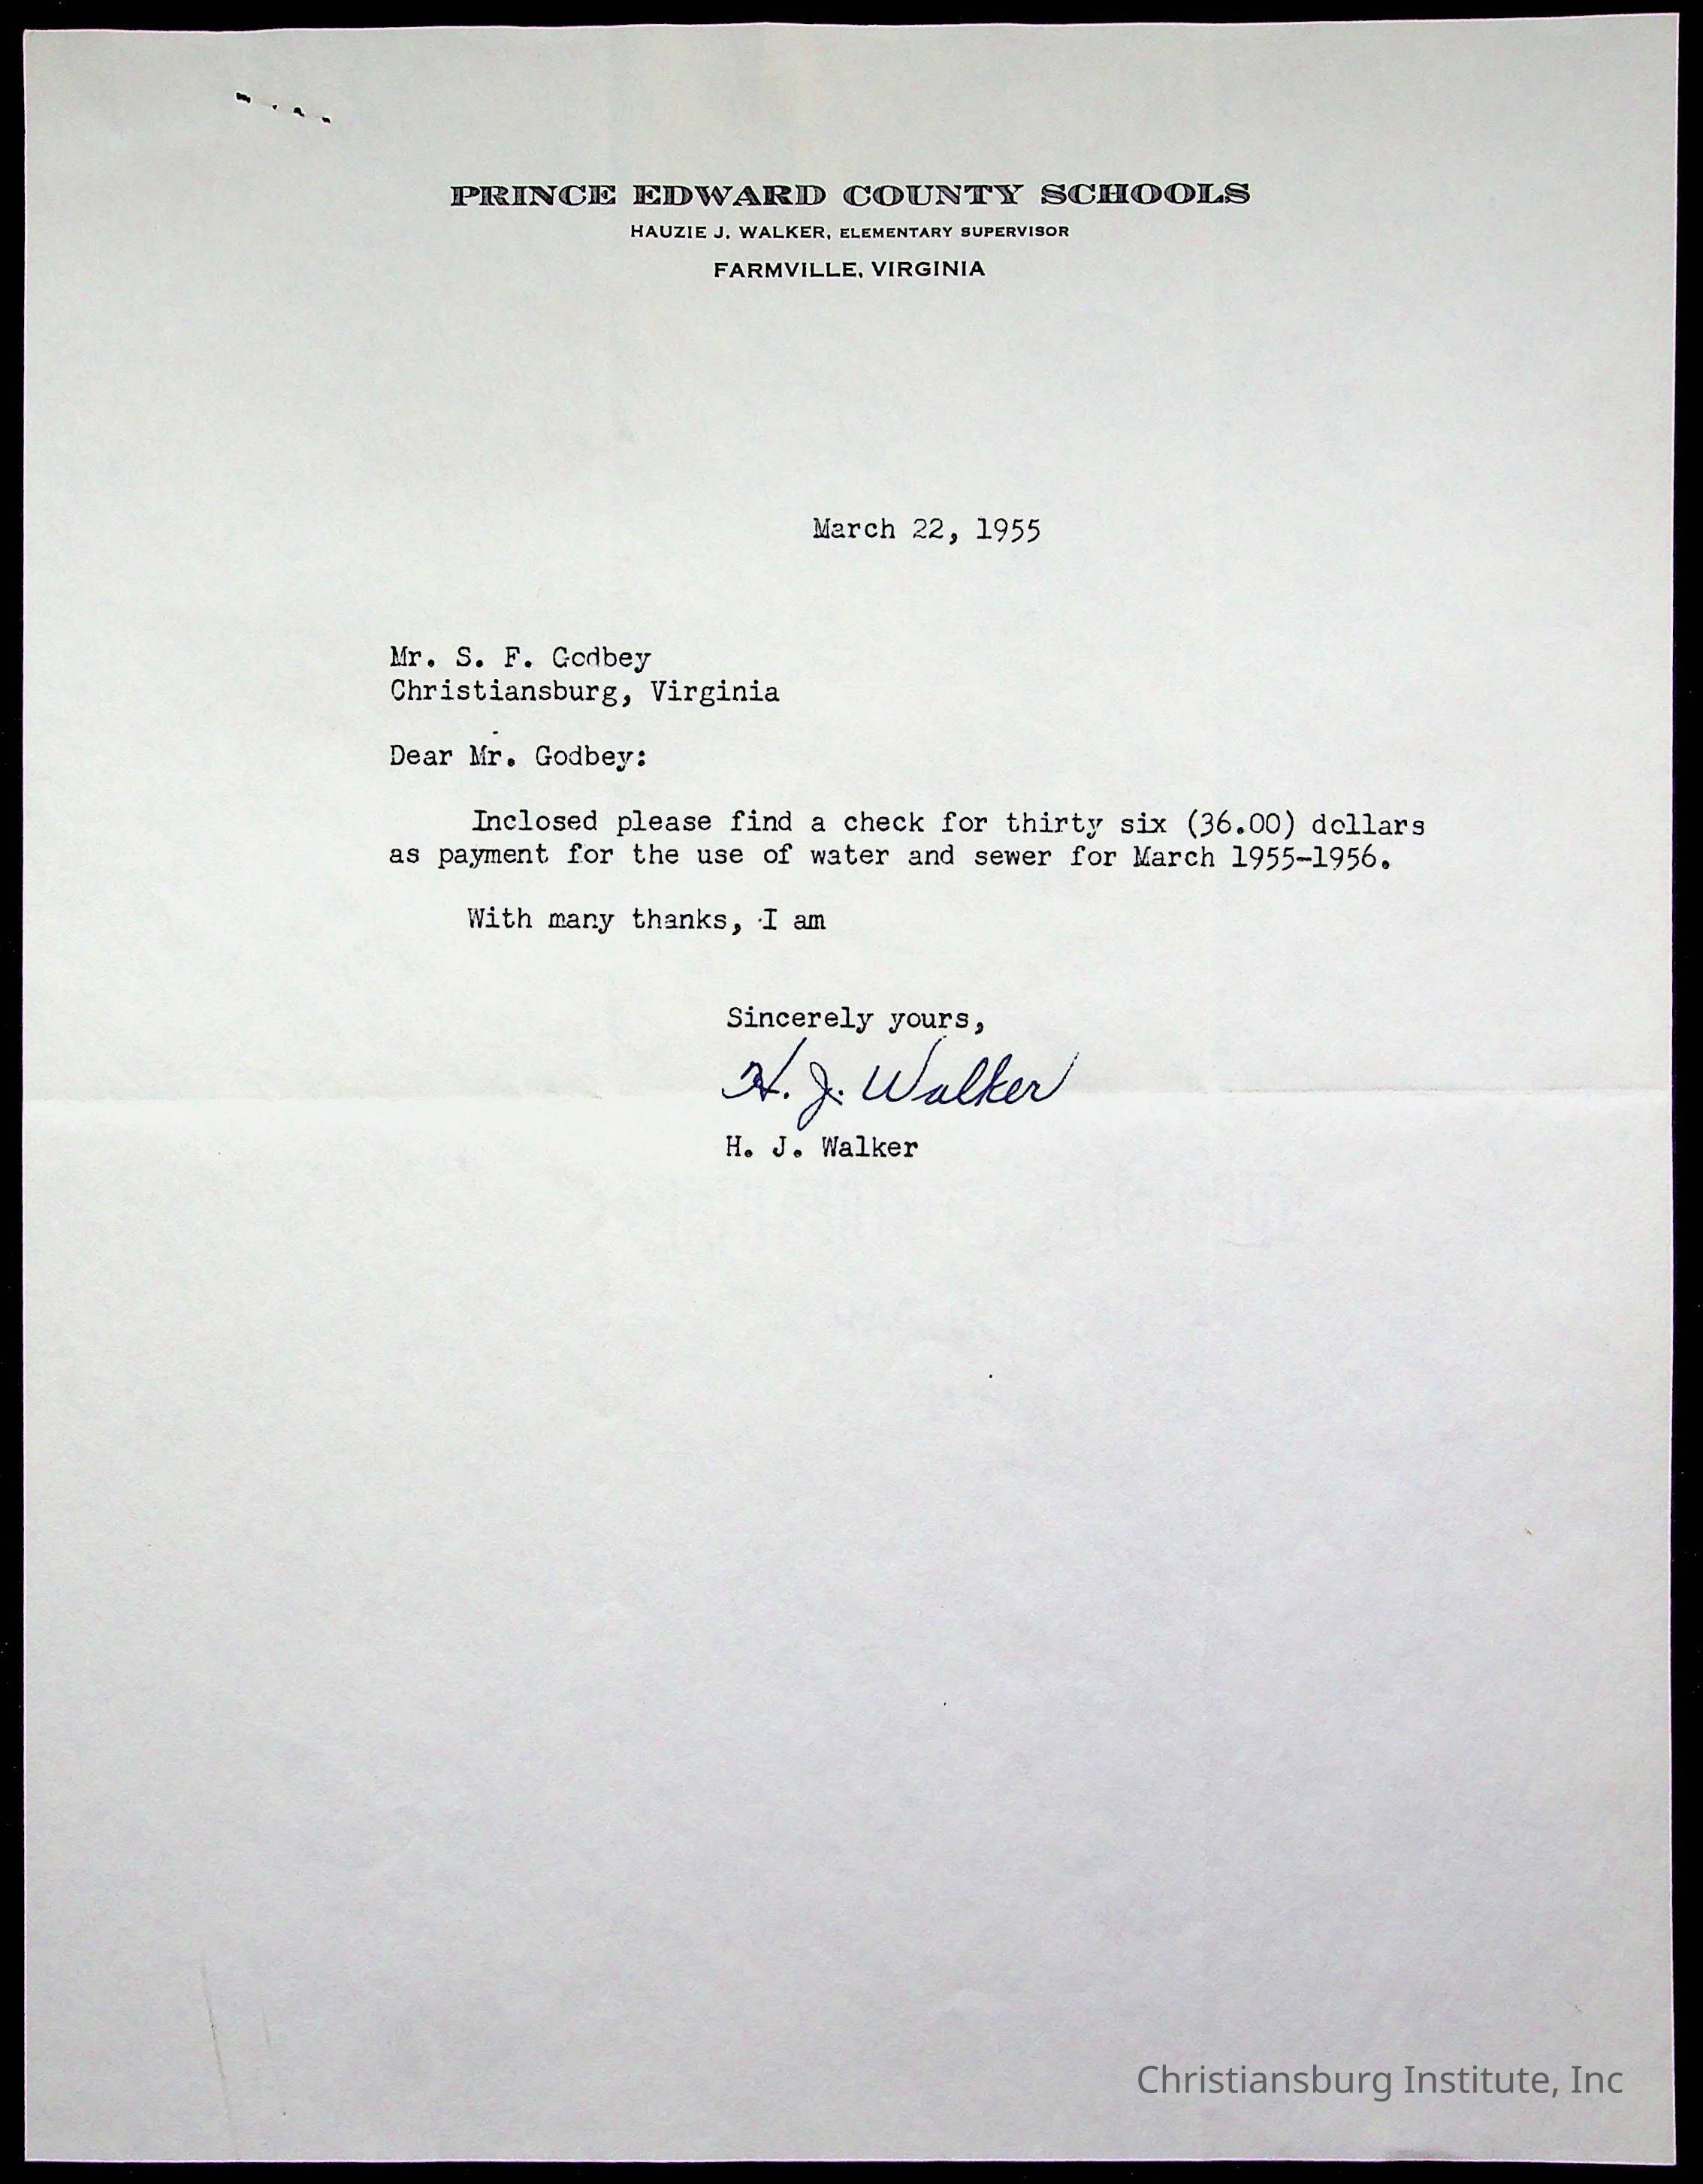 PRINCE EDWARD COUNTY SCHOOLS
HAUZIE J. WALKER, ELEMENTARY SUPERVISOR
FARMVILLE, VIRGINIA
March 22, 1955
Mr. S. F. Godbey
Christiansburg, Virginia
Dear Mr. Godbey:
Inclosed please find a check for thirty six (36.00) dollars
as payment for the use of water and sewer for March 1955-1956.
With many thanks, I am
Sincerely yours,
H. J. Walker
H. J. Walker
Christiansburg Institute, Inc